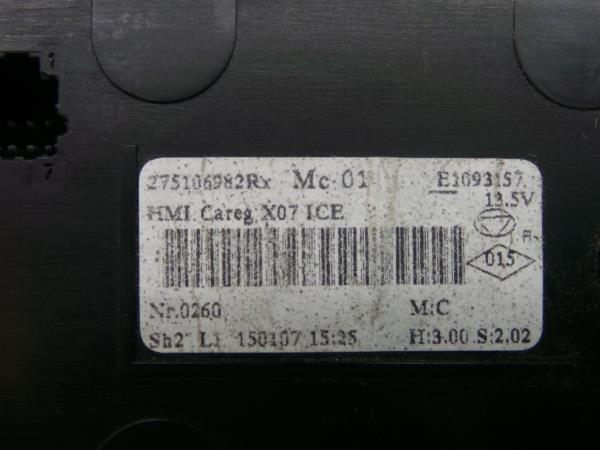 1
7
275106982Rx Mc 01 E1093157
13.5V
HMI Careg X07 ICE
R
015
Nr.0260 M:C
Sh2 L1 150107 15:25 H:3.00 S:2.02